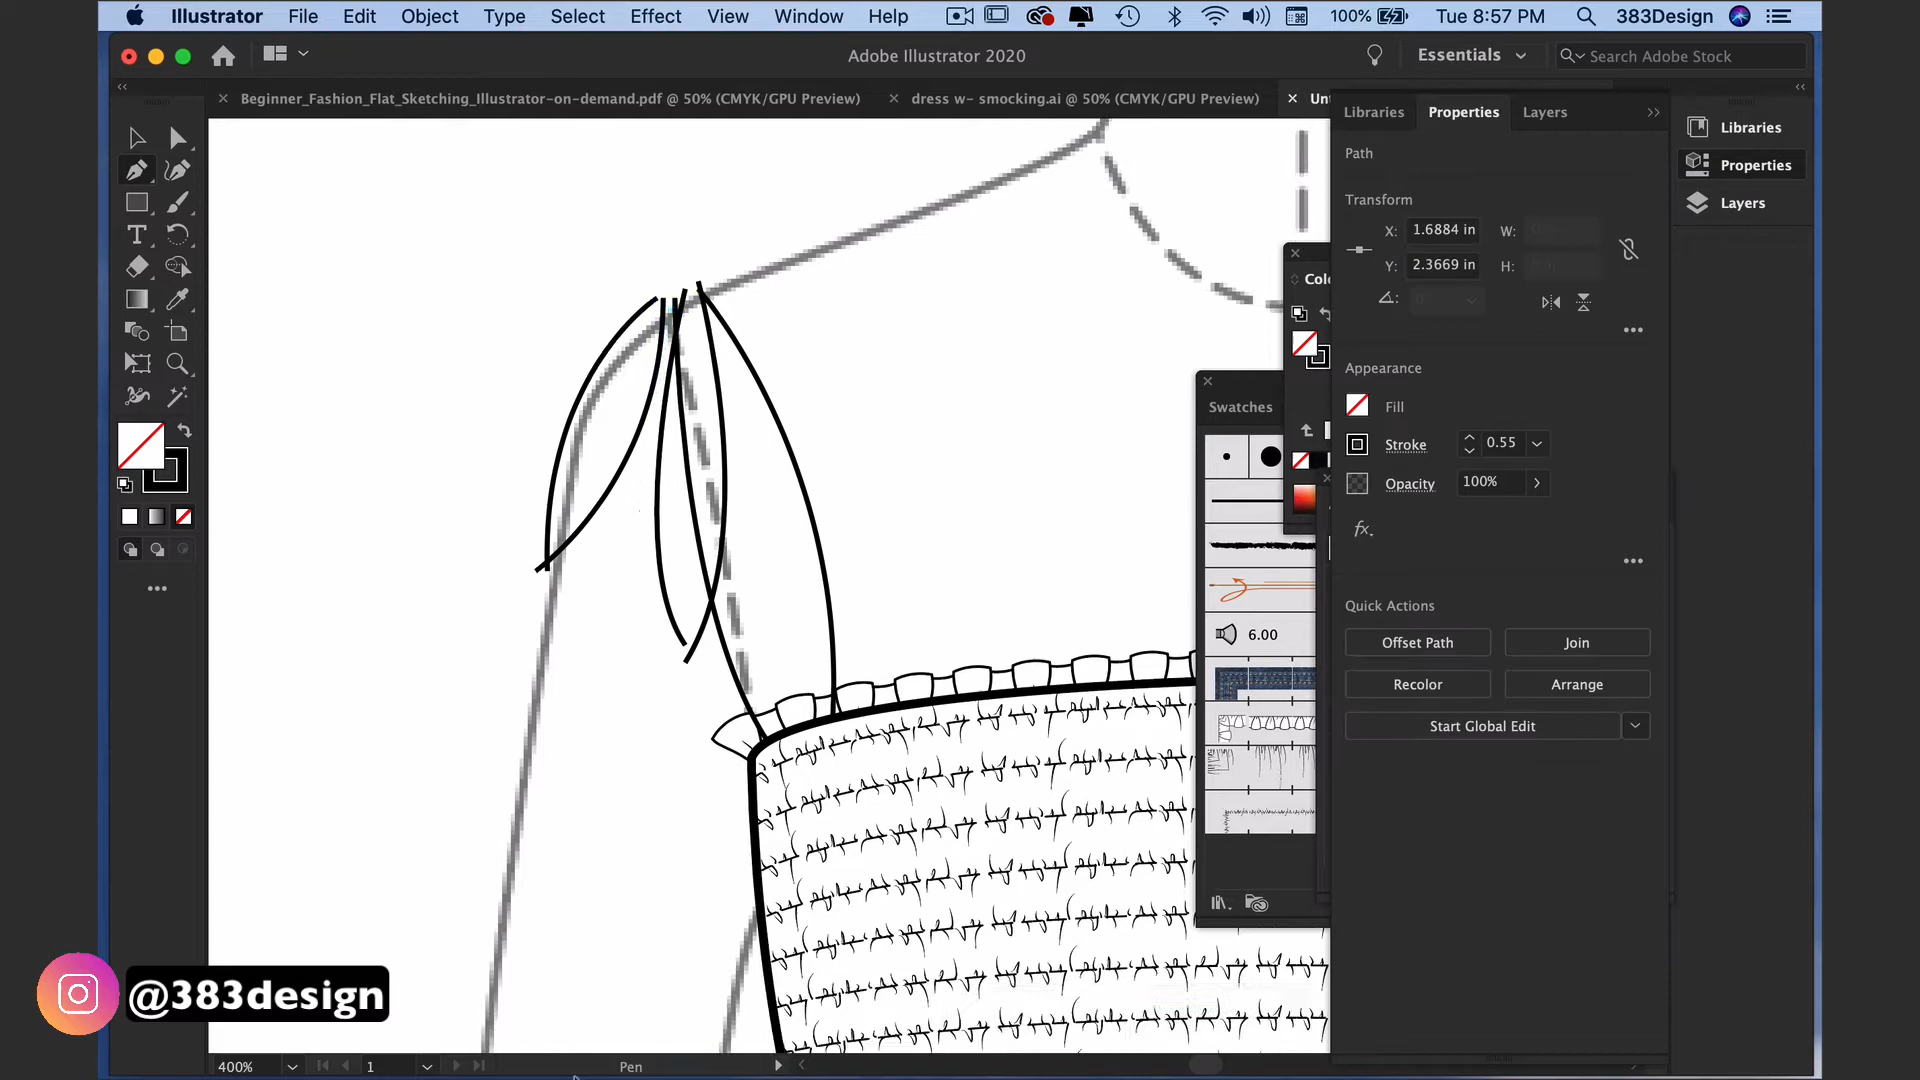 Illustrator File Edit Object Type Select Effect View Window Help 100% Tue 8:57 PM 383Design
Adobe Illustrator 2020
Essentials
Search Adobe Stock
Beginner_Fashion_Flat_Sketching_Illustrator-on-demand.pdf @ 50% (CMYK/GPU Preview)
dress w- smocking.ai @ 50% (CMYK/GPU Preview)
Libraries Properties Layers
Libraries
Properties
Layers
Path
Transform
X: 1.6884 in W:
Y: 2.3669 in H:
Appearance
Fill
Stroke 0.55
Opacity 100%
fx.
Quick Actions
Offset Path Join
Recolor Arrange
Start Global Edit
Swatches
6.00
@383design
400% 1 Pen